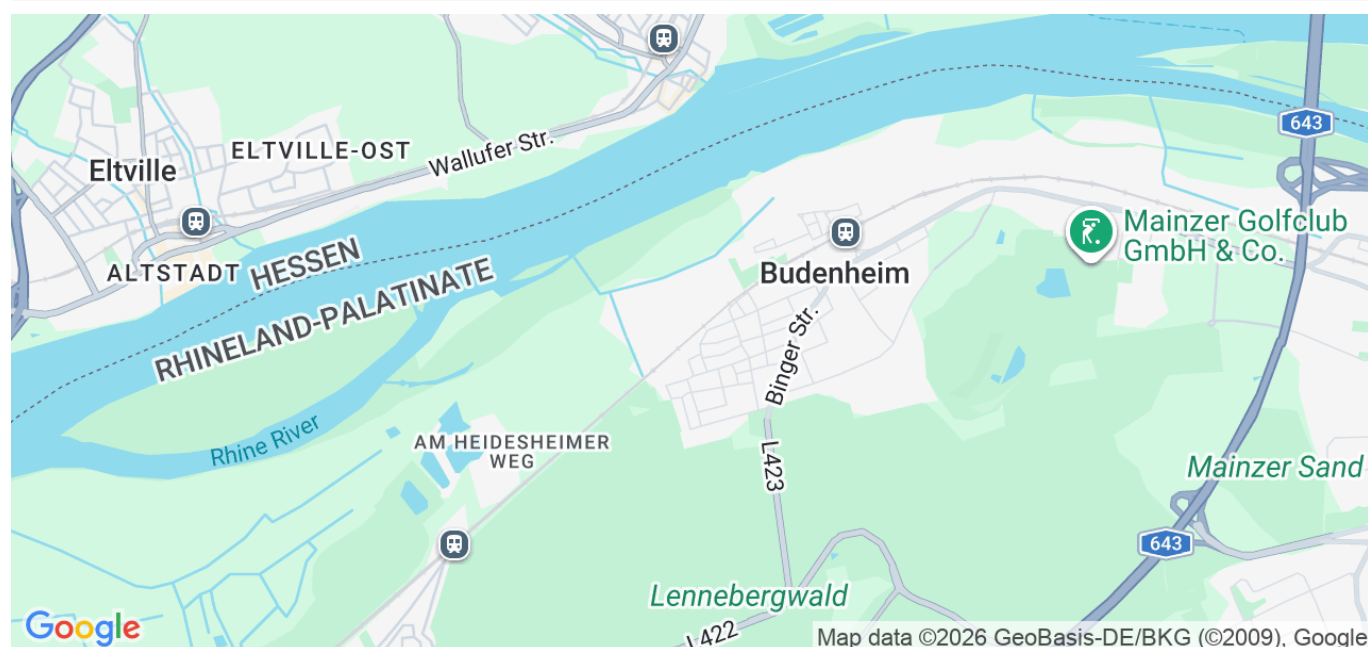 643
ELTVILLE-OST
Wallufer Str.
Eltville
Mainzer Golfclub
GmbH & Co.
ALTSTADT
HESSEN
Budenheim
RHINELAND-PALATINATE
Binger Str.
Rhine River
AM HEIDESHEIMER
WEG
L423
Mainzer Sand
643
Lennebergwald
L422
Google
Map data ©2026 GeoBasis-DE/BKG (©2009), Google